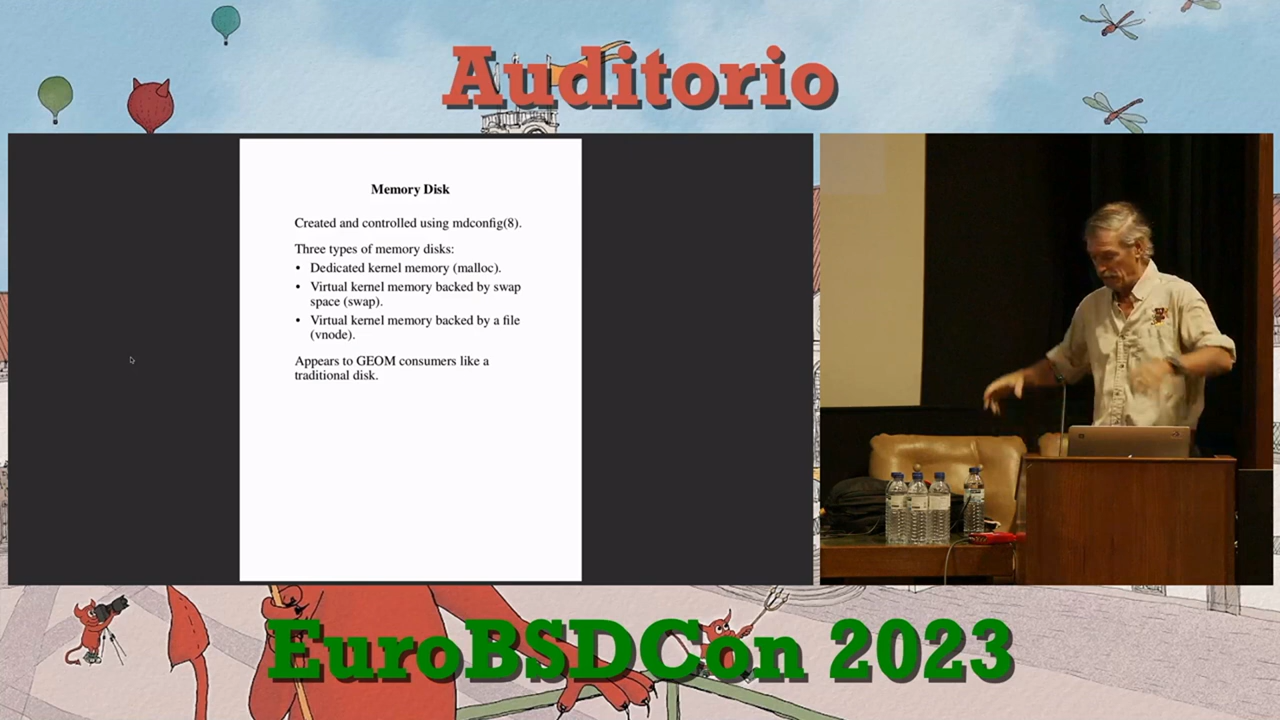 Auditorio
Memory Disk
Created and controlled using mdconfig(8).
Three types of memory disks:
• Dedicated kernel memory (malloc).
• Virtual kernel memory backed by swap
space (swap).
• Virtual kernel memory backed by a file
(vnode).
Appears to GEOM consumers like a
traditional disk.
EuroBSDCon 2023